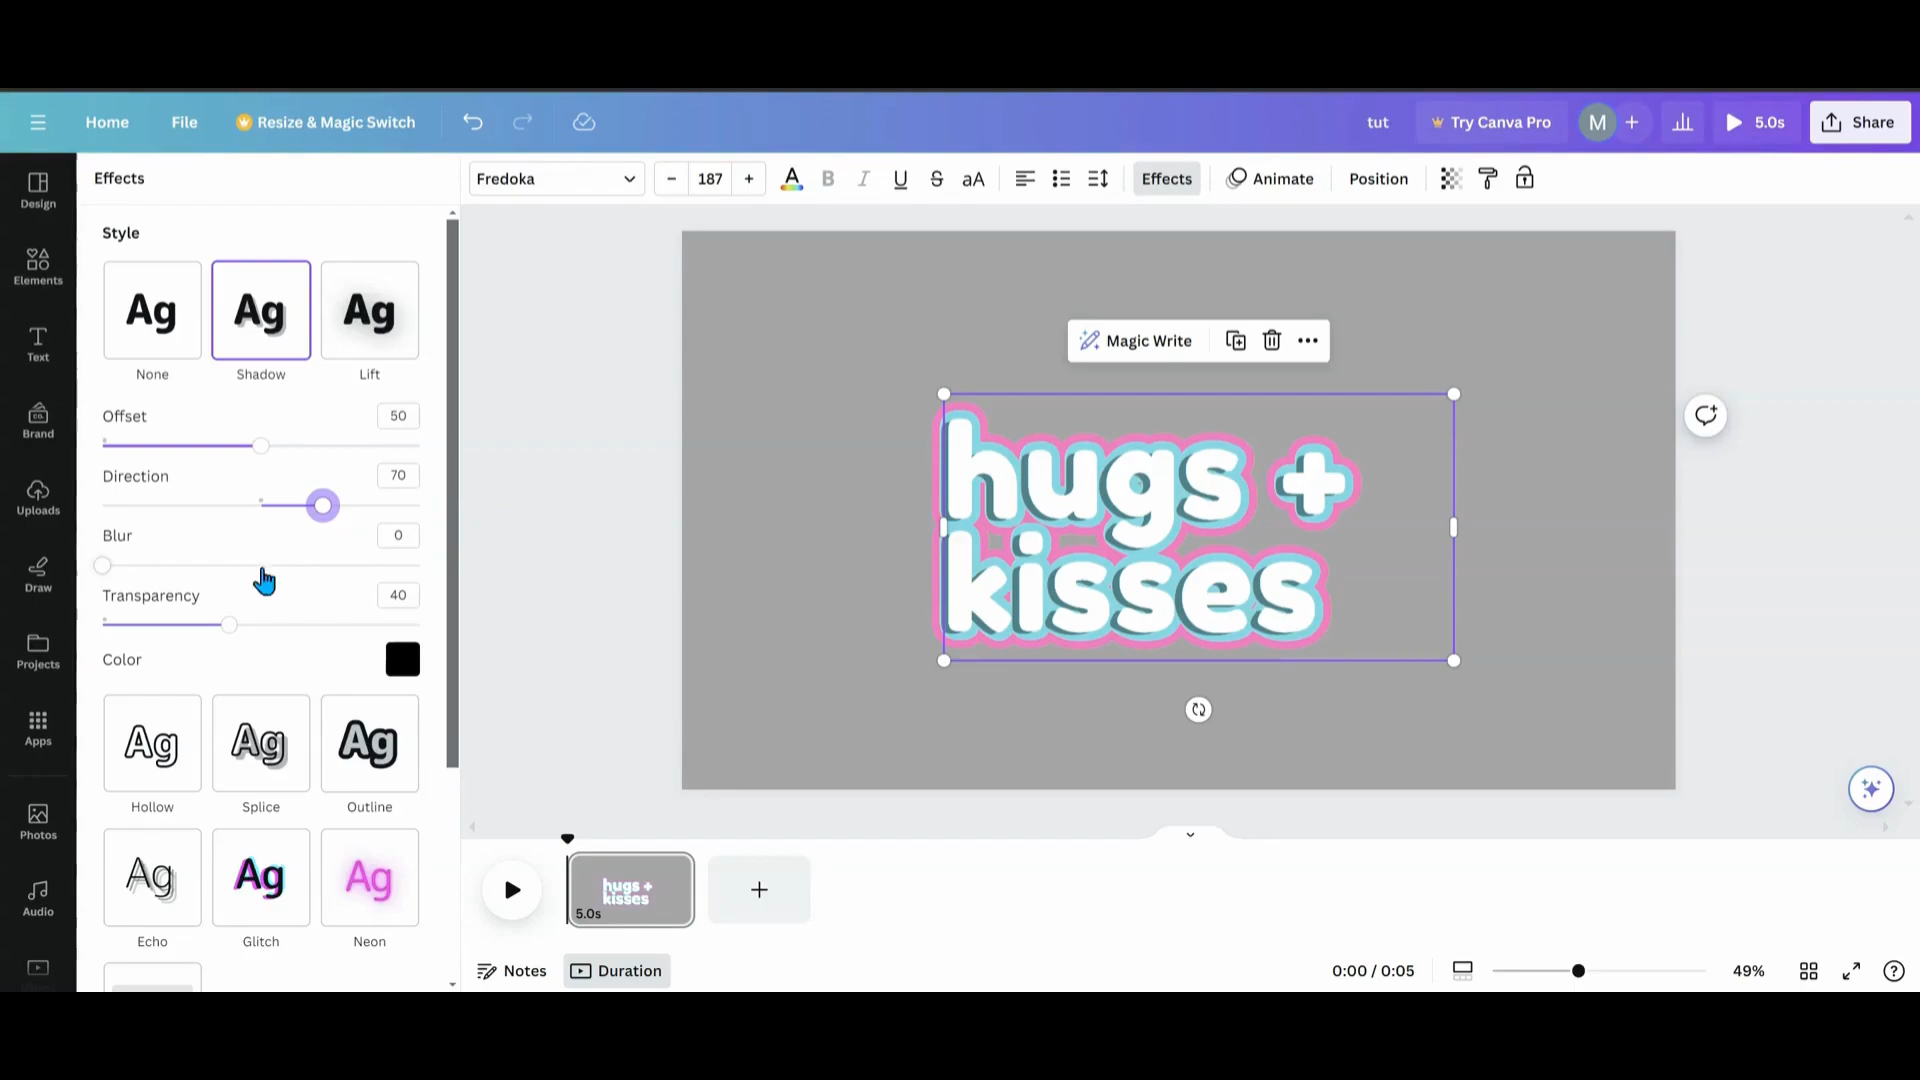 Home File Resize & Magic Switch tut Try Canva Pro M + 5.0s Share
Effects Fredoka − 187 + A B I U S aA Effects Animate Position
Design
Elements
Text
Brand
Uploads
Draw
Projects
Apps
Photos
Audio
Style
Ag Ag Ag
None Shadow Lift
Offset 50
Direction 70
Blur 0
Transparency 40
Color
Ag Ag Ag
Hollow Splice Outline
Ag Ag Ag
Echo Glitch Neon
Magic Write
hugs +
kisses
hugs +
kisses
5.0s
Notes Duration 0:00 / 0:05 49%